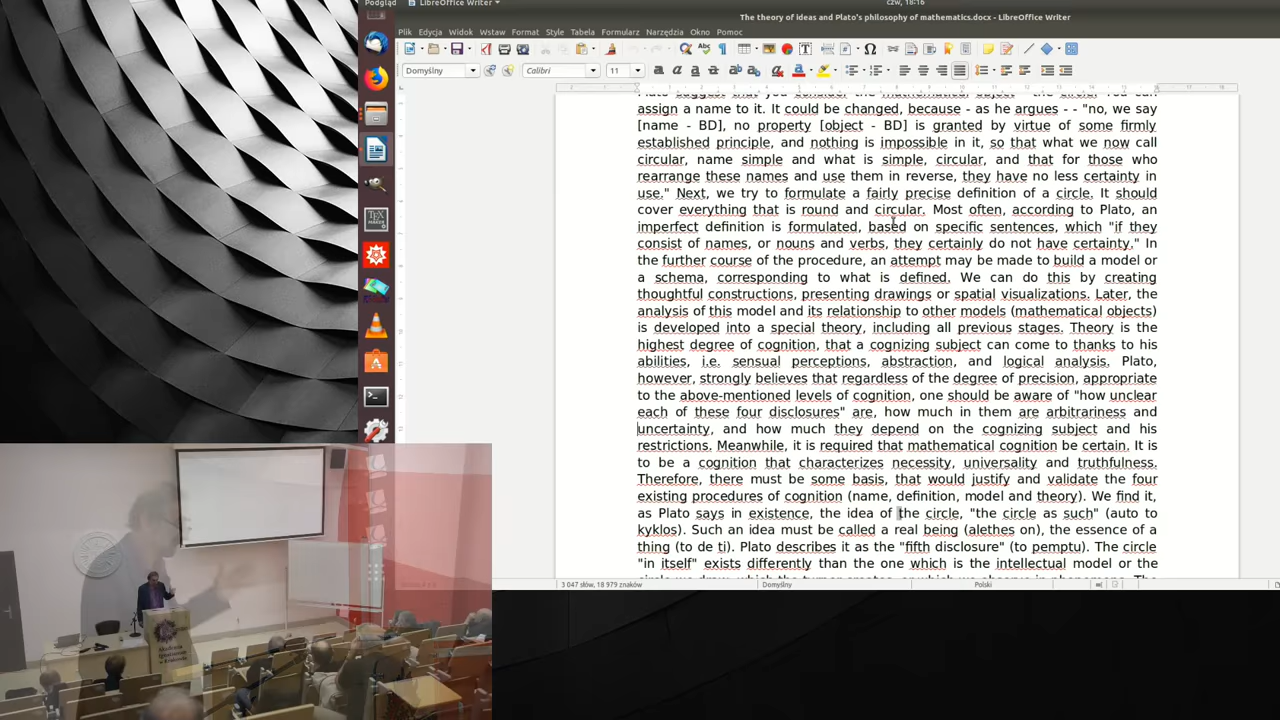 Podgląd
LibreOffice Writer
czw, 18:16
The theory of ideas and Plato's philosophy of mathematics.docx - LibreOffice Writer
Plik Edycja Widok Wstaw Format Style Tabela Formularz Narzędzia Okno Pomoc
Domyślny Calibri 11
assign a name to it. It could be changed, because - as he argues - - "no, we say
[name - BD], no property [object - BD] is granted by virtue of some firmly
established principle, and nothing is impossible in it, so that what we now call
circular, name simple and what is simple, circular, and that for those who
rearrange these names and use them in reverse, they have no less certainty in
use." Next, we try to formulate a fairly precise definition of a circle. It should
cover everything that is round and circular. Most often, according to Plato, an
imperfect definition is formulated, based on specific sentences, which "if they
consist of names, or nouns and verbs, they certainly do not have certainty." In
the further course of the procedure, an attempt may be made to build a model or
a schema, corresponding to what is defined. We can do this by creating
thoughtful constructions, presenting drawings or spatial visualizations. Later, the
analysis of this model and its relationship to other models (mathematical objects)
is developed into a special theory, including all previous stages. Theory is the
highest degree of cognition, that a cognizing subject can come to thanks to his
abilities, i.e. sensual perceptions, abstraction, and logical analysis. Plato,
however, strongly believes that regardless of the degree of precision, appropriate
to the above-mentioned levels of cognition, one should be aware of "how unclear
each of these four disclosures" are, how much in them are arbitrariness and
uncertainty, and how much they depend on the cognizing subject and his
restrictions. Meanwhile, it is required that mathematical cognition be certain. It is
to be a cognition that characterizes necessity, universality and truthfulness.
Therefore, there must be some basis, that would justify and validate the four
existing procedures of cognition (name, definition, model and theory). We find it,
as Plato says in existence, the idea of the circle, "the circle as such" (auto to
kyklos). Such an idea must be called a real being (alethes on), the essence of a
thing (to de ti). Plato describes it as the "fifth disclosure" (to pemptu). The circle
"in itself" exists differently than the one which is the intellectual model or the
3 047 słów, 18 979 znaków Domyślny Polski
Akademia
Ignatianum
w Krakowie